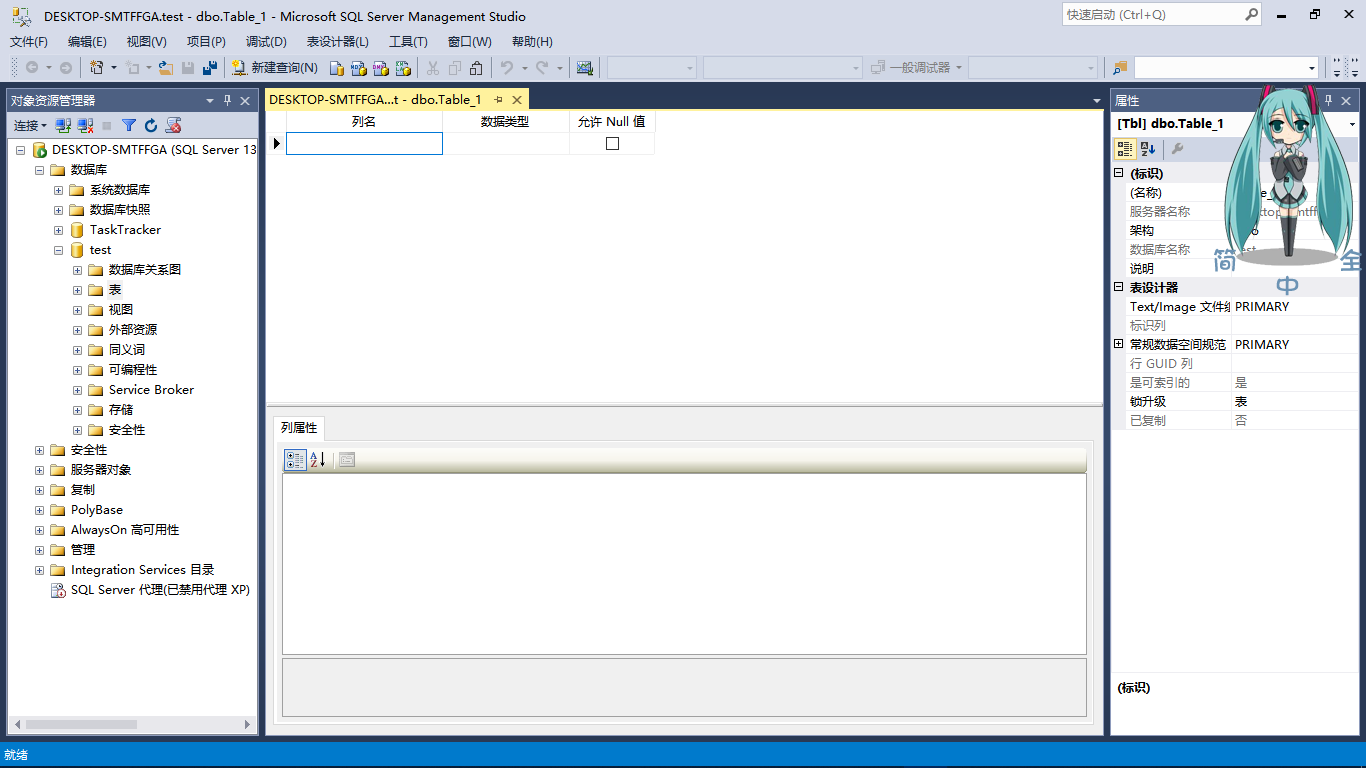 DESKTOP-SMTFFGA.test - dbo.Table_1 - Microsoft SQL Server Management Studio
快速启动 (Ctrl+Q)
文件(F) 编辑(E) 视图(V) 项目(P) 调试(D) 表设计器(L) 工具(T) 窗口(W) 帮助(H)
新建查询(N) 一般调试器
对象资源管理器
连接
DESKTOP-SMTFFGA (SQL Server 13
数据库
系统数据库
数据库快照
TaskTracker
test
数据库关系图
表
视图
外部资源
同义词
可编程性
Service Broker
存储
安全性
安全性
服务器对象
复制
PolyBase
AlwaysOn 高可用性
管理
Integration Services 目录
SQL Server 代理(已禁用代理 XP)
DESKTOP-SMTFFGA...t - dbo.Table_1
列名 数据类型 允许 Null 值
列属性
属性
[Tbl] dbo.Table_1
(标识)
(名称)
服务器名称
架构
数据库名称
说明
简 全
中
表设计器
Text/Image 文件组 PRIMARY
标识列
常规数据空间规范 PRIMARY
行 GUID 列
是可索引的 是
锁升级 表
已复制 否
(标识)
就绪